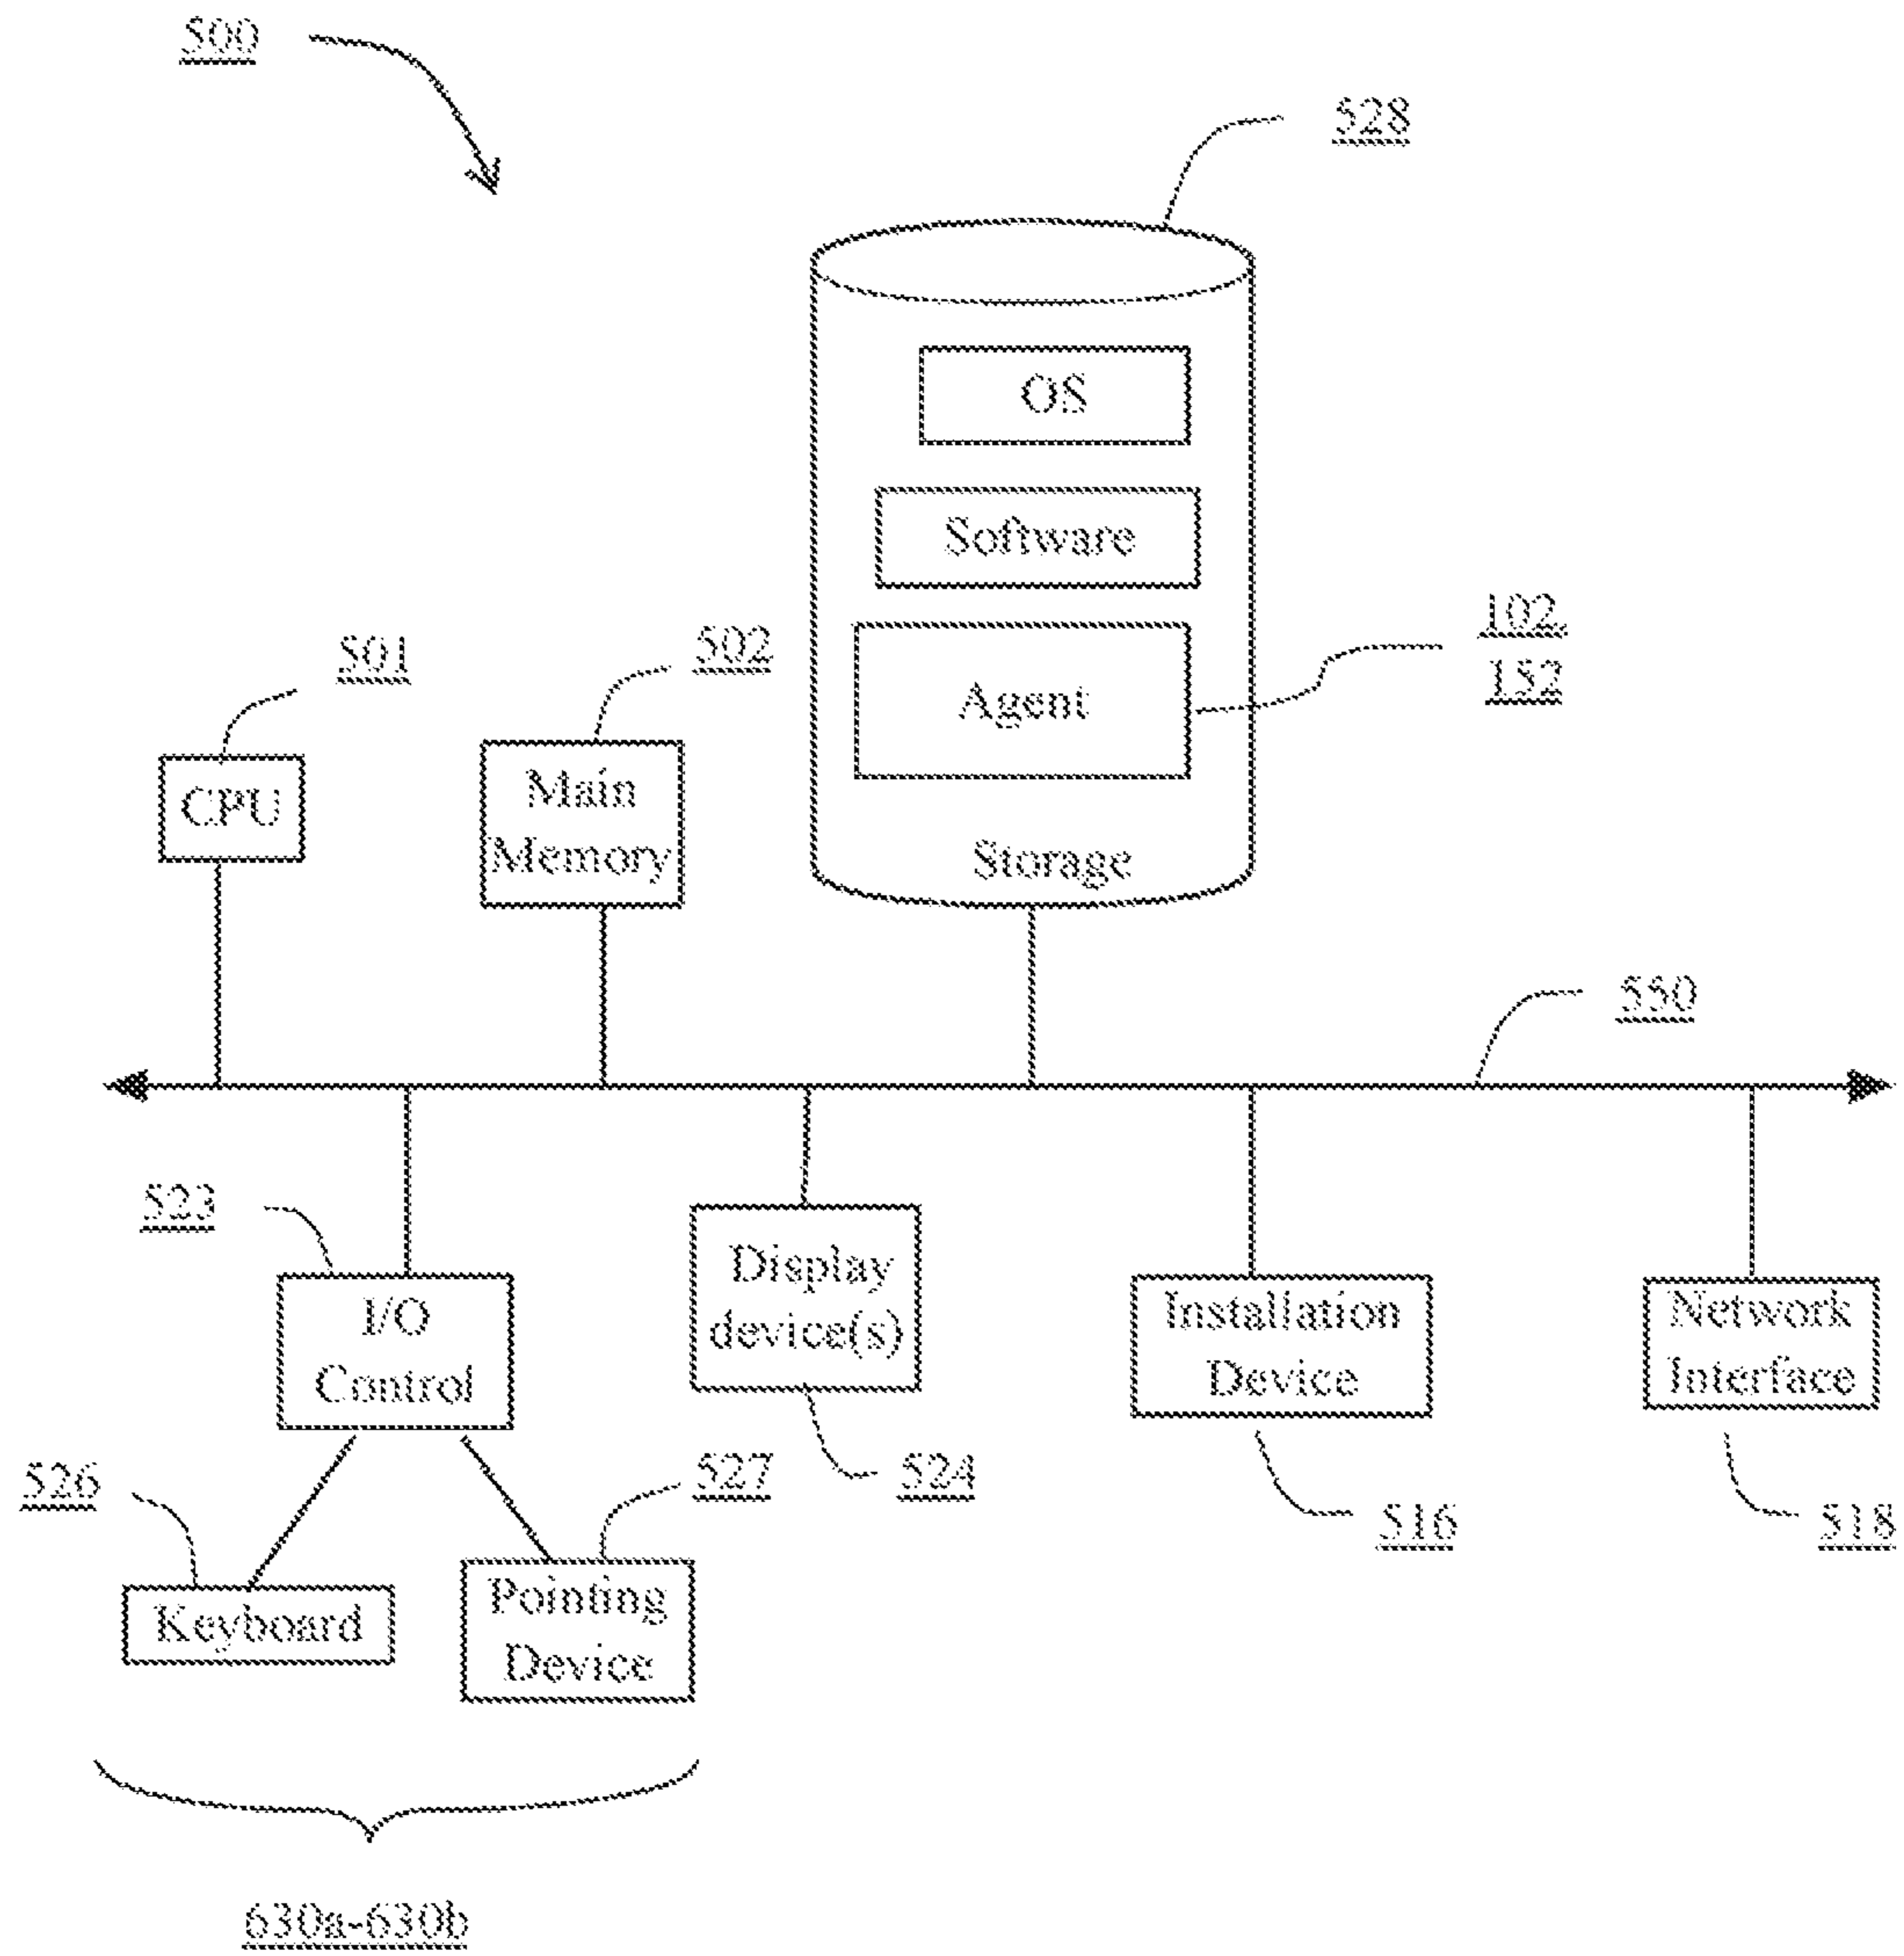 500
528
OS
Software
102,
152
Agent
501
502
CPU
Main
Memory
Storage
550
523
I/O
Control
Display
device(s)
Installation
Device
Network
Interface
526
527
524
516
518
Keyboard
Pointing
Device
630a-630b